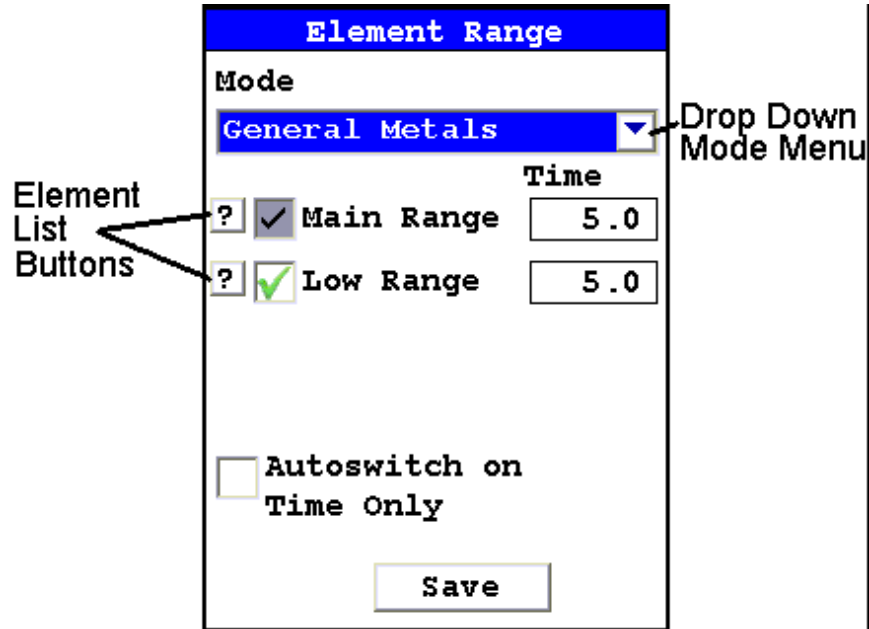 Element Range
Mode
General Metals
Drop Down
Mode Menu
Time
Element
List
Buttons
? Main Range 5.0
? Low Range 5.0
Autoswitch on
Time Only
Save